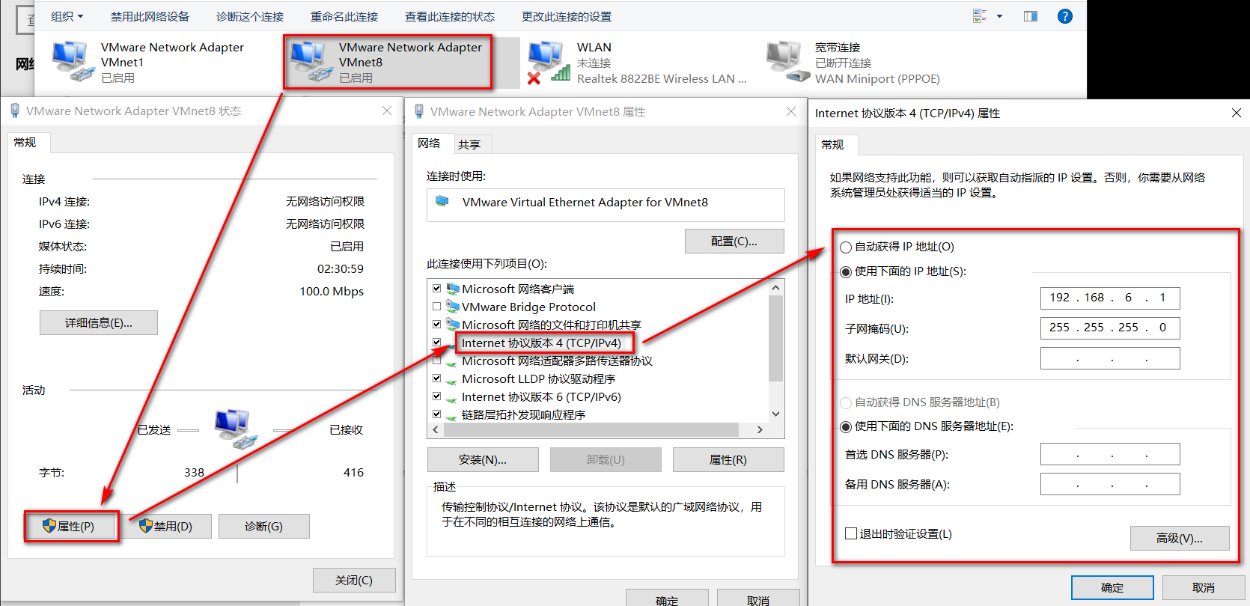 组织
禁用此网络设备
诊断这个连接
重命名此连接
查看此连接的状态
更改此连接的设置
网络
VMware Network Adapter
VMnet1
已启用
VMware Network Adapter
VMnet8
已启用
WLAN
未连接
Realtek 8822BE Wireless LAN ...
宽带连接
已断开连接
WAN Miniport (PPPOE)
VMware Network Adapter VMnet8 状态
常规
连接
IPv4 连接: 无网络访问权限
IPv6 连接: 无网络访问权限
媒体状态: 已启用
持续时间: 02:30:59
速度: 100.0 Mbps
详细信息(E)...
活动
已发送
已接收
字节: 338 416
属性(P)
禁用(D)
诊断(G)
关闭(C)
VMware Network Adapter VMnet8 属性
网络
共享
连接时使用:
VMware Virtual Ethernet Adapter for VMnet8
配置(C)...
此连接使用下列项目(O):
Microsoft 网络客户端
VMware Bridge Protocol
Microsoft 网络的文件和打印机共享
Internet 协议版本 4 (TCP/IPv4)
Microsoft 网络适配器多路传送器协议
Microsoft LLDP 协议驱动程序
Internet 协议版本 6 (TCP/IPv6)
链路层拓扑发现响应程序
安装(N)...
卸载(U)
属性(R)
描述
传输控制协议/Internet 协议。该协议是默认的广域网络协议，用
于在不同的相互连接的网络上通信。
确定
取消
Internet 协议版本 4 (TCP/IPv4) 属性
常规
如果网络支持此功能，则可以获取自动指派的 IP 设置。否则，你需要从网络
系统管理员处获得适当的 IP 设置。
自动获得 IP 地址(O)
使用下面的 IP 地址(S):
IP 地址(I): 192 . 168 . 6 . 1
子网掩码(U): 255 . 255 . 255 . 0
默认网关(D): . . .
自动获得 DNS 服务器地址(B)
使用下面的 DNS 服务器地址(E):
首选 DNS 服务器(P): . . .
备用 DNS 服务器(A): . . .
退出时验证设置(L)
高级(V)...
确定
取消